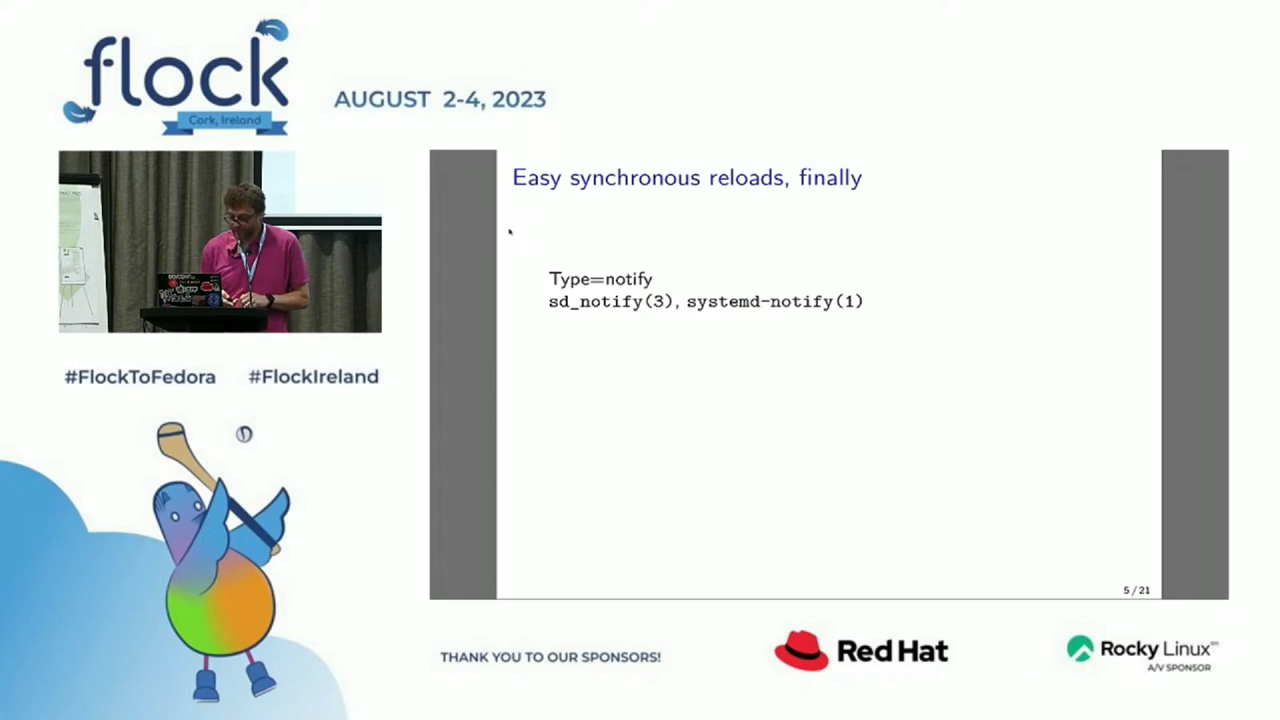 flock
Cork, Ireland
AUGUST 2-4, 2023
Easy synchronous reloads, finally
Type=notify
sd_notify(3), systemd-notify(1)
5 / 21
#FlockToFedora #FlockIreland
THANK YOU TO OUR SPONSORS!
Red Hat
Rocky Linux™
A/V SPONSOR